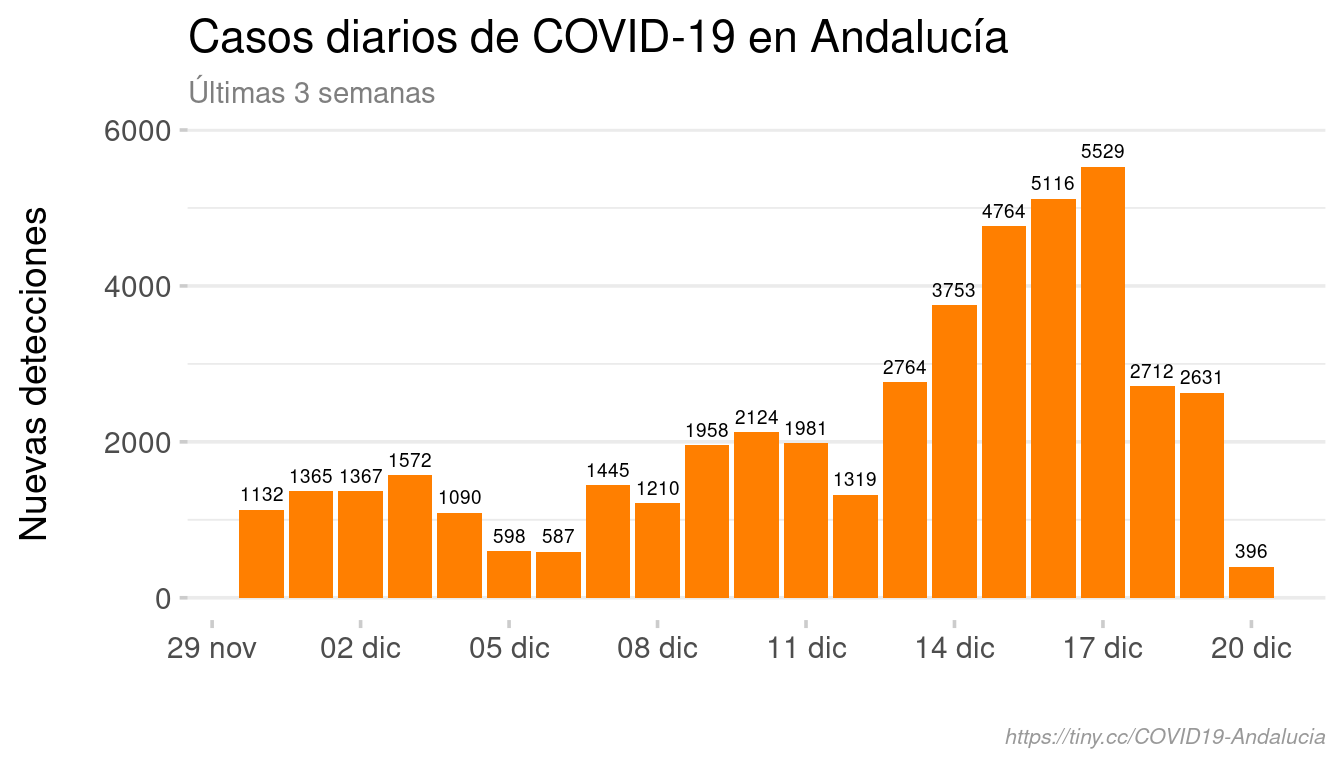 Casos diarios de COVID-19 en Andalucía
Últimas 3 semanas
Nuevas detecciones
6000
4000
2000
0
1132
1365
1367
1572
1090
598
587
1445
1210
1958
2124
1981
1319
2764
3753
4764
5116
5529
2712
2631
396
29 nov
02 dic
05 dic
08 dic
11 dic
14 dic
17 dic
20 dic
https://tiny.cc/COVID19-Andalucia